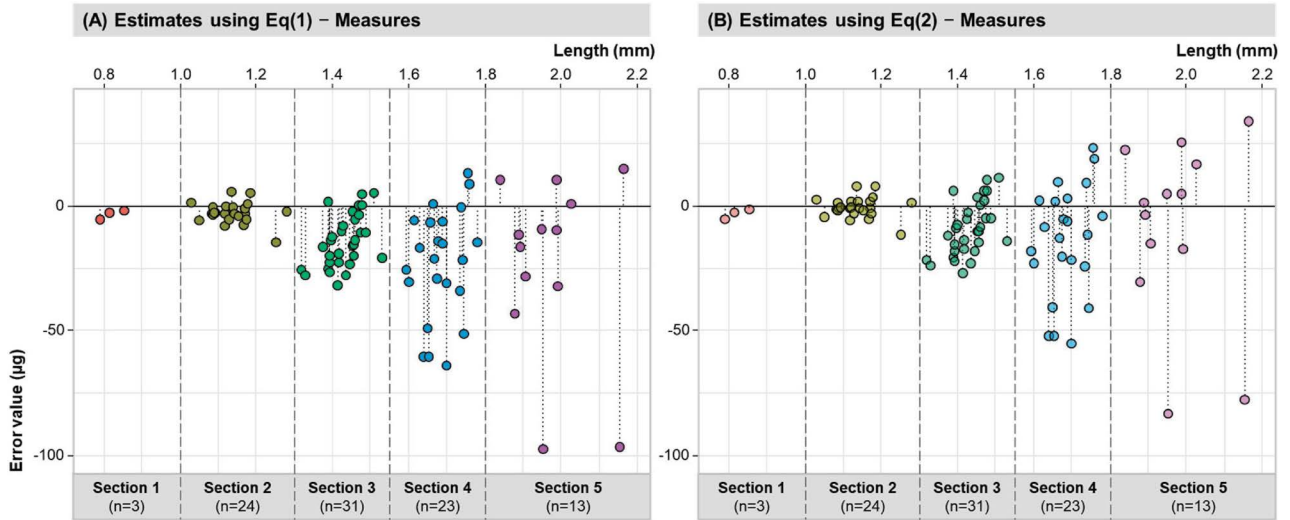 (A) Estimates using Eq(1) − Measures
Length (mm)
0.8 1.0 1.2 1.4 1.6 1.8 2.0 2.2
0
-50
-100
Error value (µg)
Section 1 Section 2 Section 3 Section 4 Section 5
(n=3) (n=24) (n=31) (n=23) (n=13)
(B) Estimates using Eq(2) − Measures
Length (mm)
0.8 1.0 1.2 1.4 1.6 1.8 2.0 2.2
0
-50
-100
Section 1 Section 2 Section 3 Section 4 Section 5
(n=3) (n=24) (n=31) (n=23) (n=13)